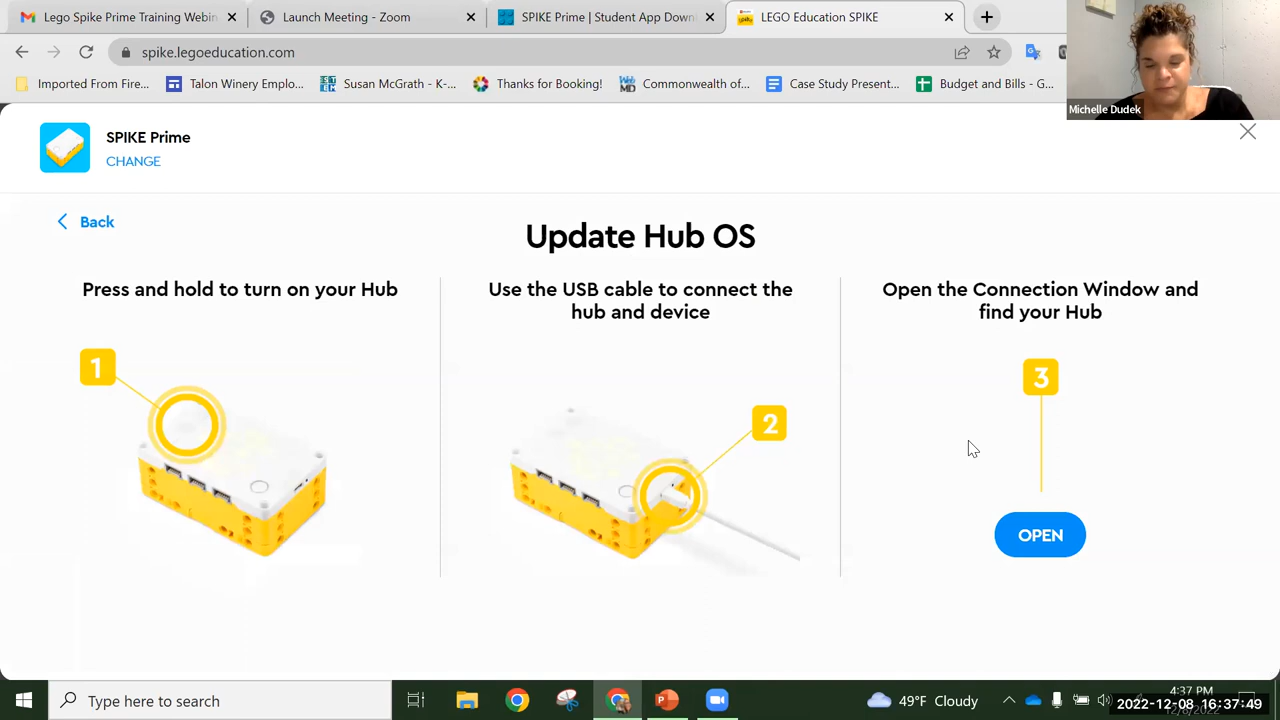 Lego Spike Prime Training Webin
Launch Meeting - Zoom
SPIKE Prime | Student App Down
LEGO Education SPIKE
spike.legoeducation.com
Imported From Fire...
Talon Winery Emplo...
Susan McGrath - K-...
Thanks for Booking!
Commonwealth of...
Case Study Present...
Budget and Bills - G...
Michelle Dudek
SPIKE Prime
CHANGE
Back
Update Hub OS
Press and hold to turn on your Hub
Use the USB cable to connect the
hub and device
Open the Connection Window and
find your Hub
1
2
3
OPEN
Type here to search
49°F Cloudy
4:37 PM
2022-12-08 16:37:49